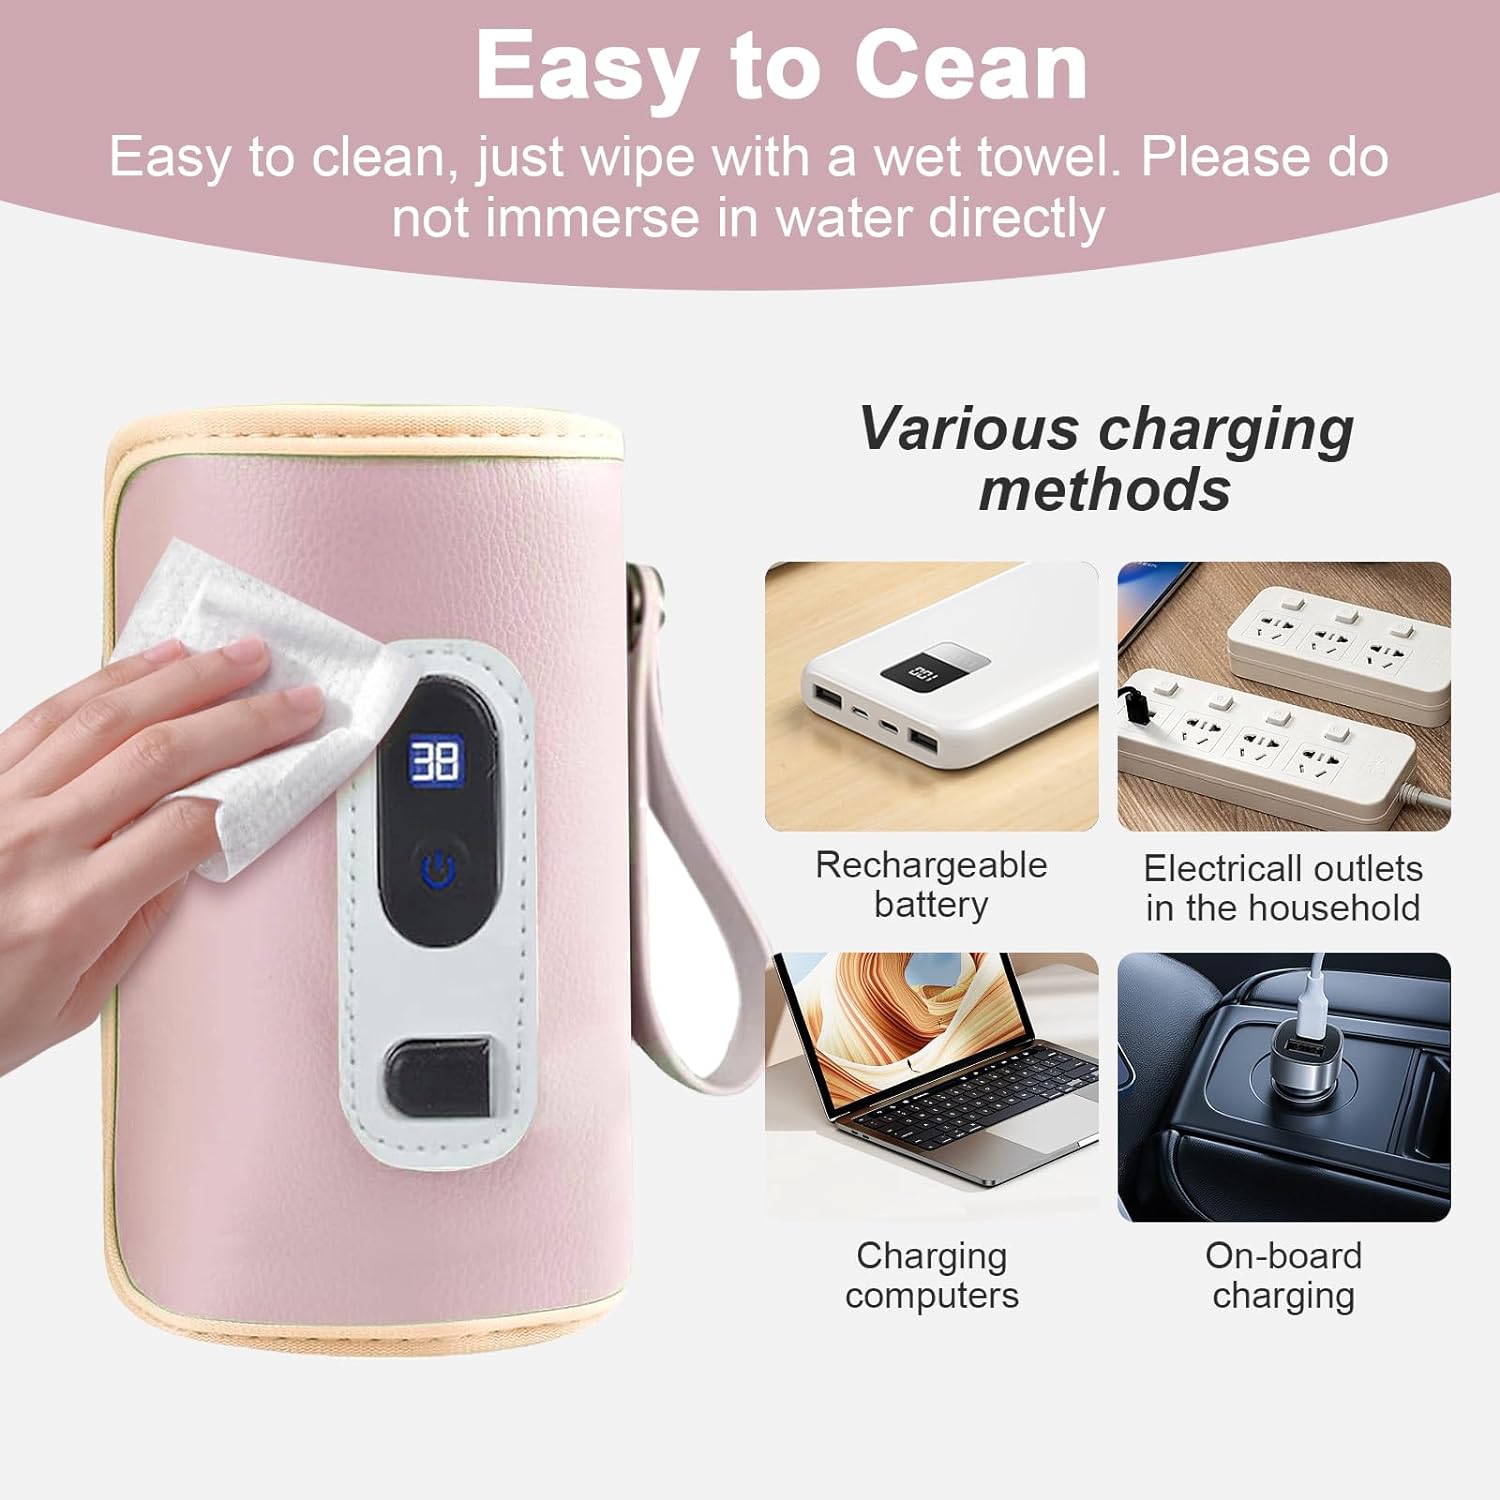 Easy to Cean
Easy to clean, just wipe with a wet towel. Please do
not immerse in water directly
Various charging
methods
38
100
Rechargeable
battery
Electricall outlets
in the household
Charging
computers
On-board
charging